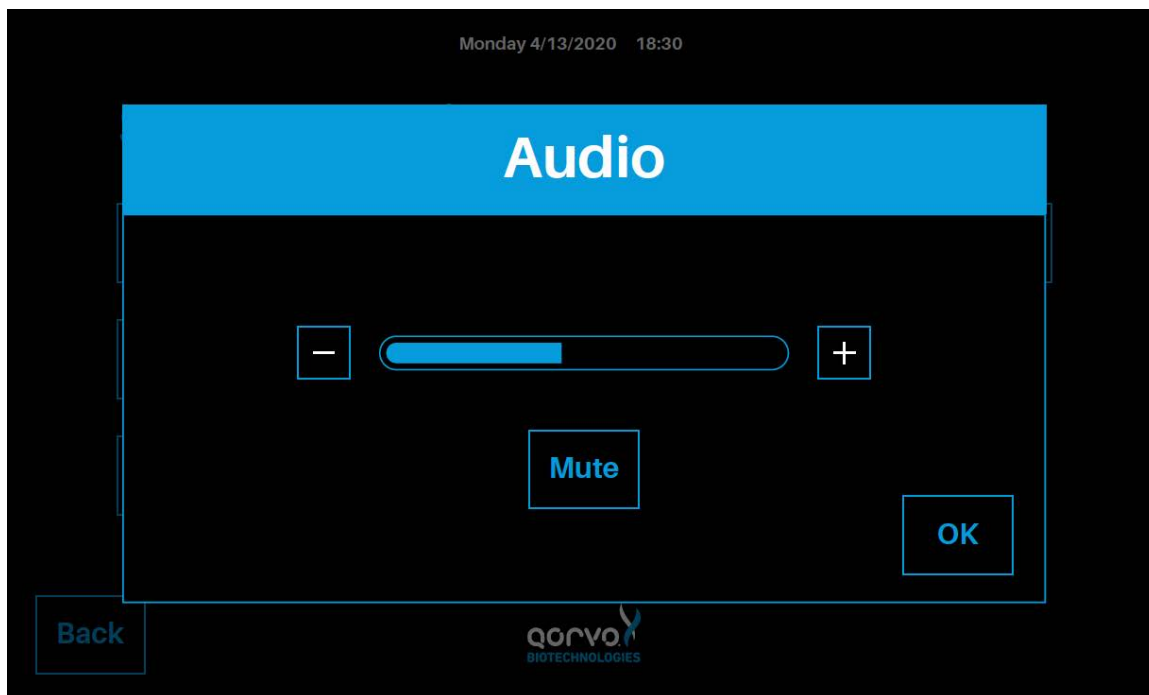 Monday 4/13/2020 18:30
Audio
− +
Mute
OK
Back
QORVO
BIOTECHNOLOGIES